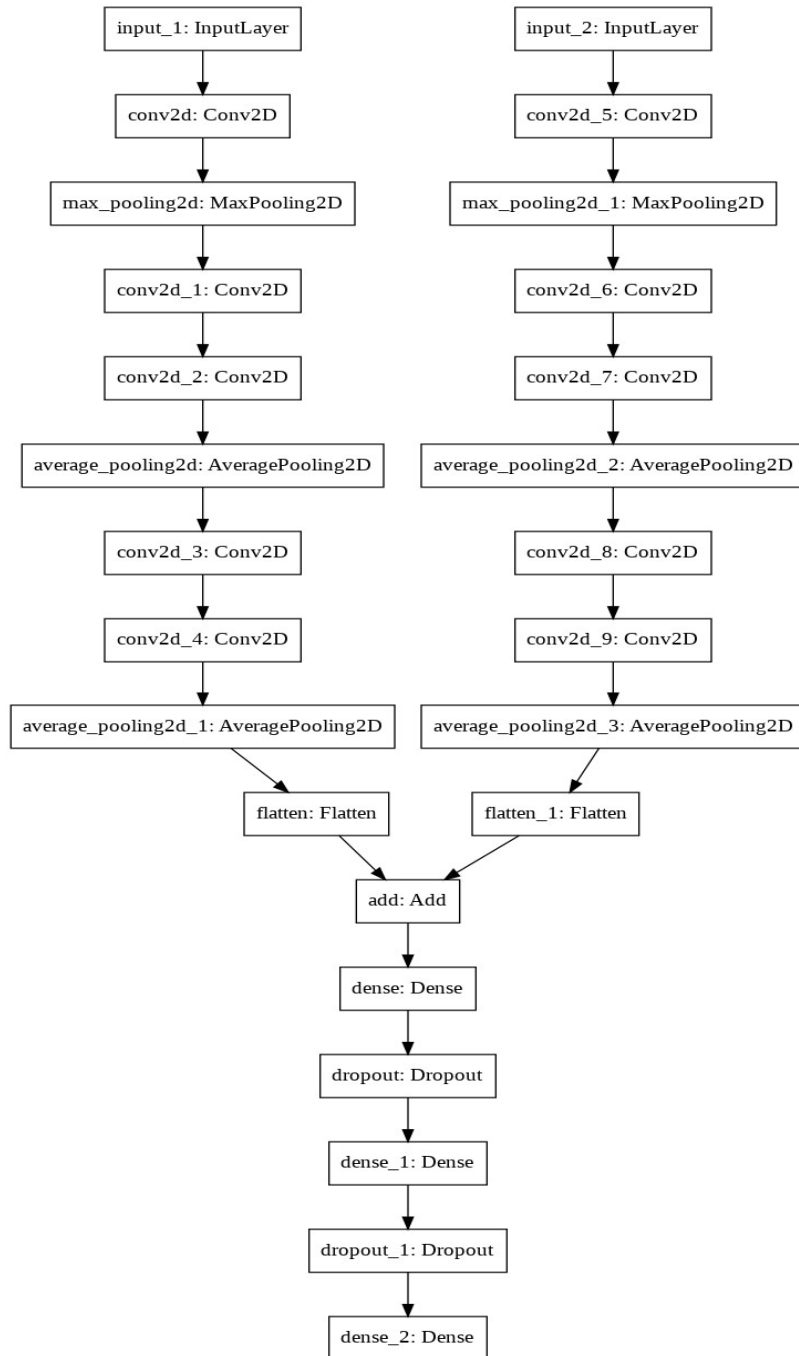 input_1: InputLayer
input_2: InputLayer
conv2d: Conv2D
conv2d_5: Conv2D
max_pooling2d: MaxPooling2D
max_pooling2d_1: MaxPooling2D
conv2d_1: Conv2D
conv2d_6: Conv2D
conv2d_2: Conv2D
conv2d_7: Conv2D
average_pooling2d: AveragePooling2D
average_pooling2d_2: AveragePooling2D
conv2d_3: Conv2D
conv2d_8: Conv2D
conv2d_4: Conv2D
conv2d_9: Conv2D
average_pooling2d_1: AveragePooling2D
average_pooling2d_3: AveragePooling2D
flatten: Flatten
flatten_1: Flatten
add: Add
dense: Dense
dropout: Dropout
dense_1: Dense
dropout_1: Dropout
dense_2: Dense